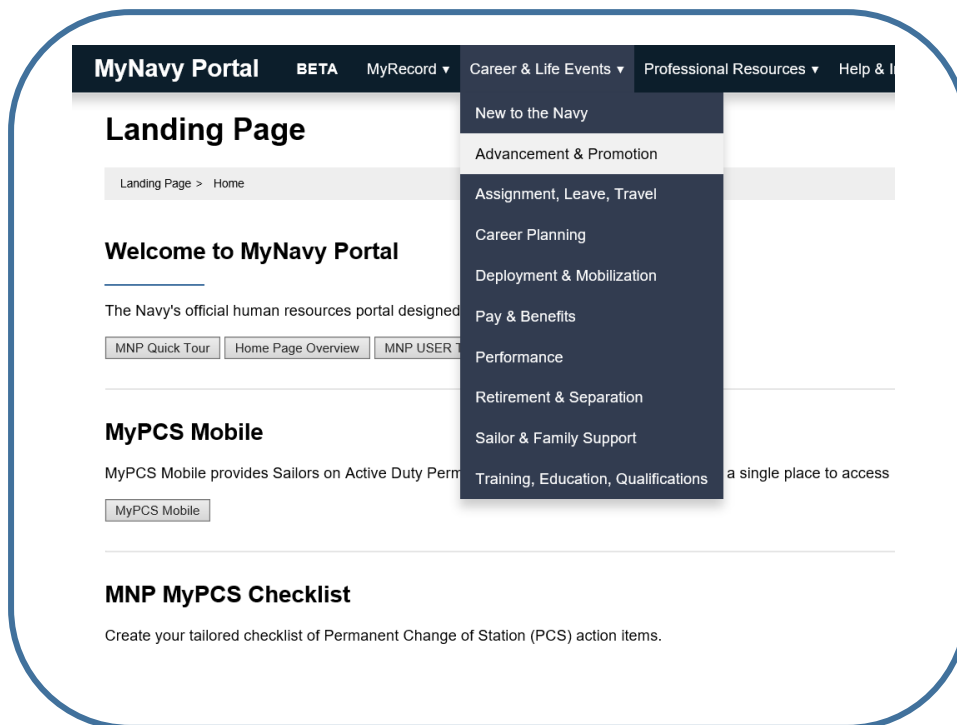 MyNavy Portal BETA MyRecord ▾ Career & Life Events ▾ Professional Resources ▾ Help &
New to the Navy
Advancement & Promotion
Assignment, Leave, Travel
Career Planning
Deployment & Mobilization
Pay & Benefits
Performance
Retirement & Separation
Sailor & Family Support
Training, Education, Qualifications
Landing Page
Landing Page > Home
Welcome to MyNavy Portal
The Navy's official human resources portal designed
MNP Quick Tour Home Page Overview MNP USER
MyPCS Mobile
MyPCS Mobile provides Sailors on Active Duty a single place to access
MyPCS Mobile
MNP MyPCS Checklist
Create your tailored checklist of Permanent Change of Station (PCS) action items.